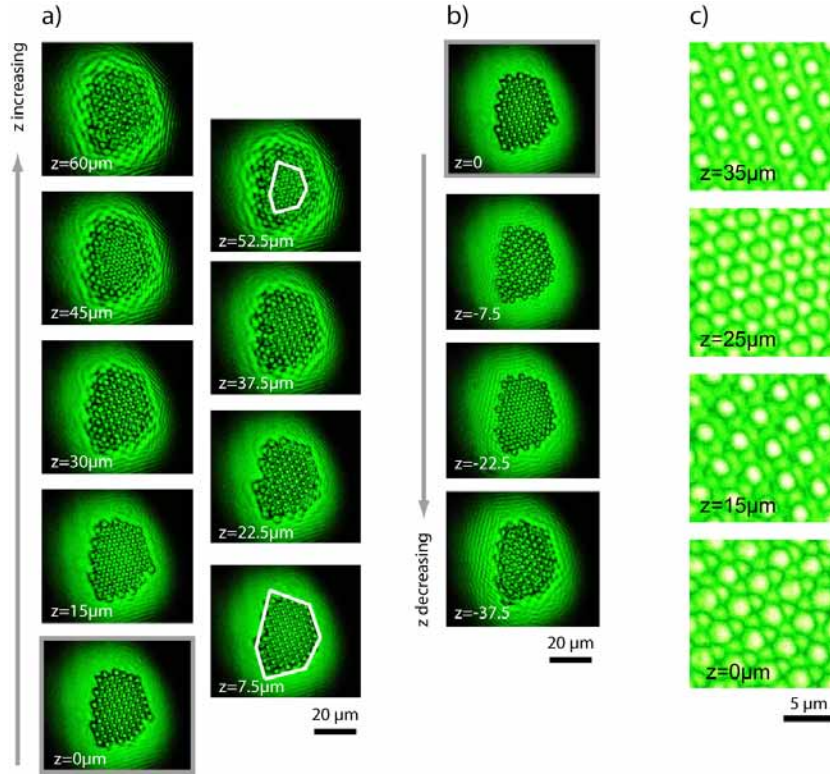 a)
z increasing
z=60µm
z=52.5µm
z=45µm
z=37.5µm
z=30µm
z=22.5µm
z=15µm
z=7.5µm
z=0µm
20 µm
b)
z=0
z=-7.5
z=-22.5
z=-37.5
z decreasing
20 µm
c)
z=35µm
z=25µm
z=15µm
z=0µm
5 µm